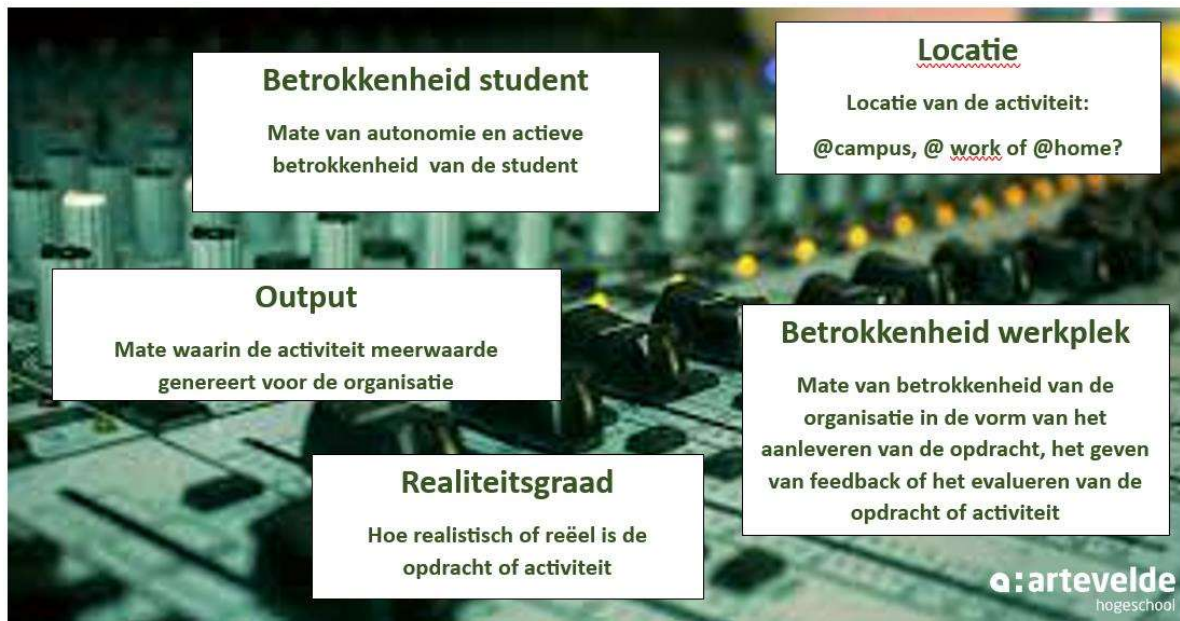 Betrokkenheid student
Mate van autonomie en actieve
betrokkenheid van de student
Locatie
Locatie van de activiteit:
@campus, @ work of @home?
Output
Mate waarin de activiteit meerwaarde
genereert voor de organisatie
Betrokkenheid werkplek
Mate van betrokkenheid van de
organisatie in de vorm van het
aanleveren van de opdracht, het geven
van feedback of het evalueren van de
opdracht of activiteit
Realiteitsgraad
Hoe realistisch of reëel is de
opdracht of activiteit
a:artevelde
hogeschool